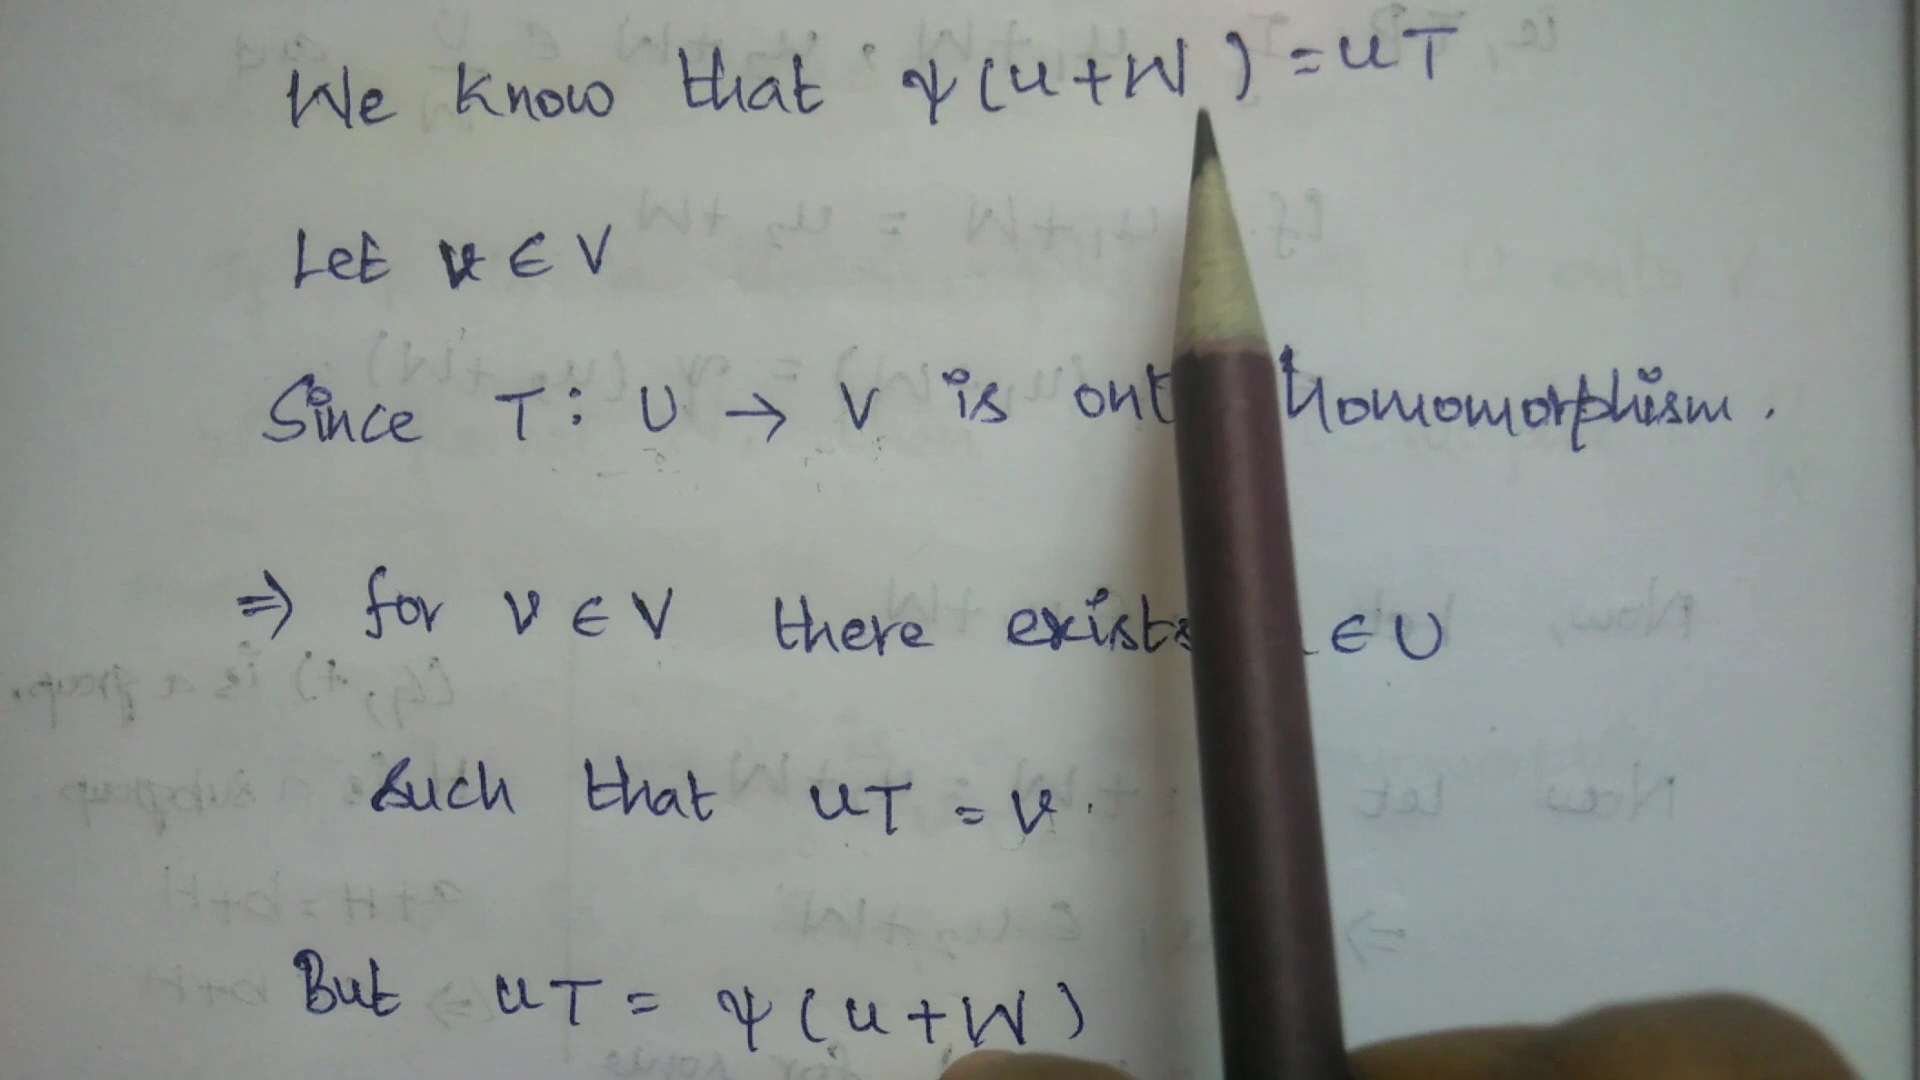 We know that ψ(u+W) = uT
Let v ∈ V
Since T : U → V is ont homomorphism.
⇒ for v ∈ V there exists ∈ U
Such that uT = v.
But uT = ψ(u+W)